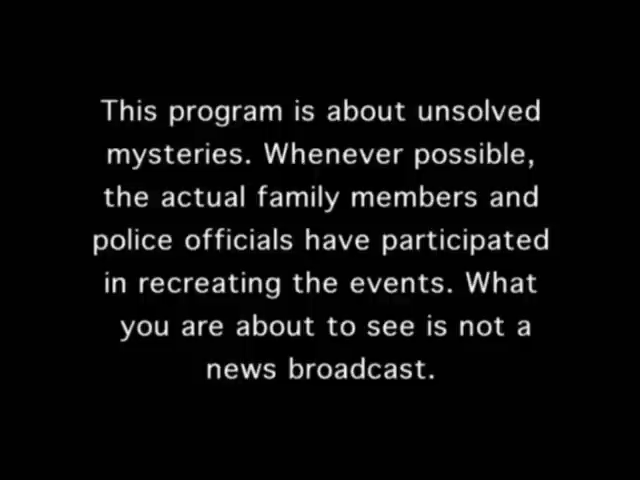 This program is about unsolved
mysteries. Whenever possible,
the actual family members and
police officials have participated
in recreating the events. What
you are about to see is not a
news broadcast.